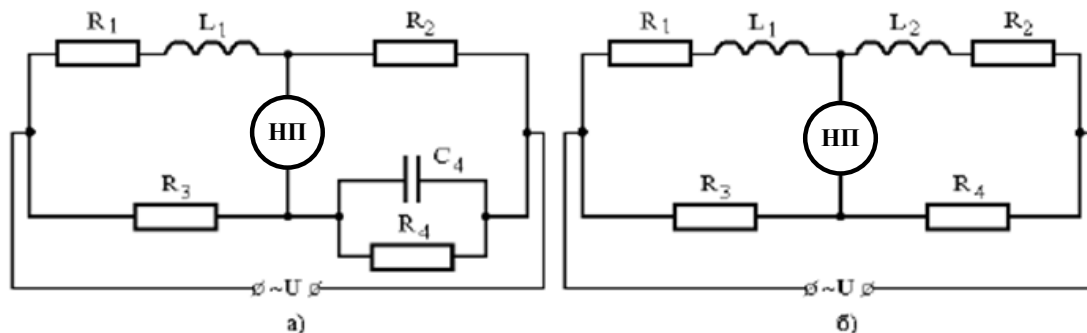 R1 L1 R2
НП
C4
R3
R4
ø ~U ø
а)
R1 L1 L2 R2
НП
R3 R4
ø ~U ø
б)